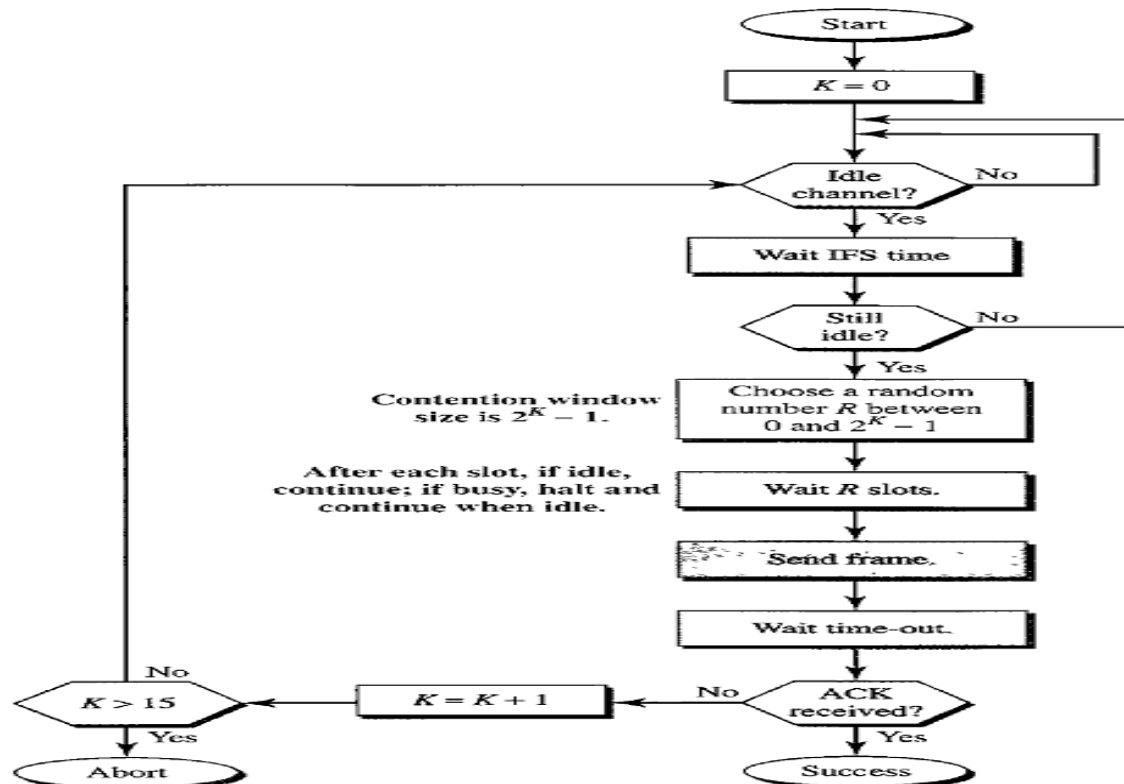 Start
K = 0
Idle
channel?
No
Yes
Wait IFS time
Still
idle?
No
Yes
Contention window
size is 2^K − 1.
Choose a random
number R between
0 and 2^K − 1
After each slot, if idle,
continue; if busy, halt and
continue when idle.
Wait R slots.
Send frame.
Wait time-out.
ACK
received?
No
K = K + 1
No
K > 15
Yes
Abort
Yes
Success